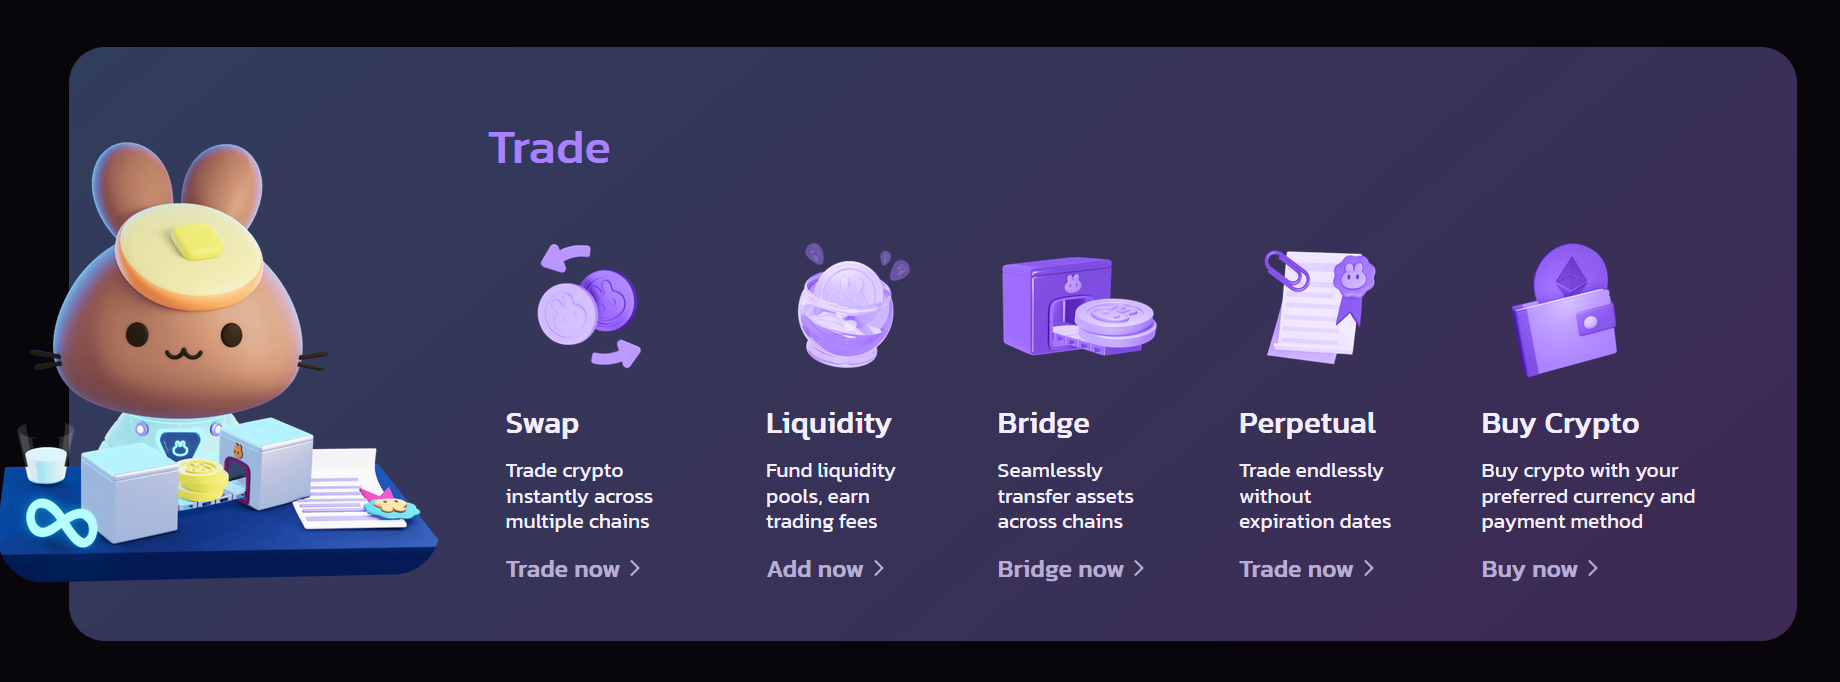 Trade
Swap
Trade crypto
instantly across
multiple chains
Trade now
Liquidity
Fund liquidity
pools, earn
trading fees
Add now
Bridge
Seamlessly
transfer assets
across chains
Bridge now
Perpetual
Trade endlessly
without
expiration dates
Trade now
Buy Crypto
Buy crypto with your
preferred currency and
payment method
Buy now